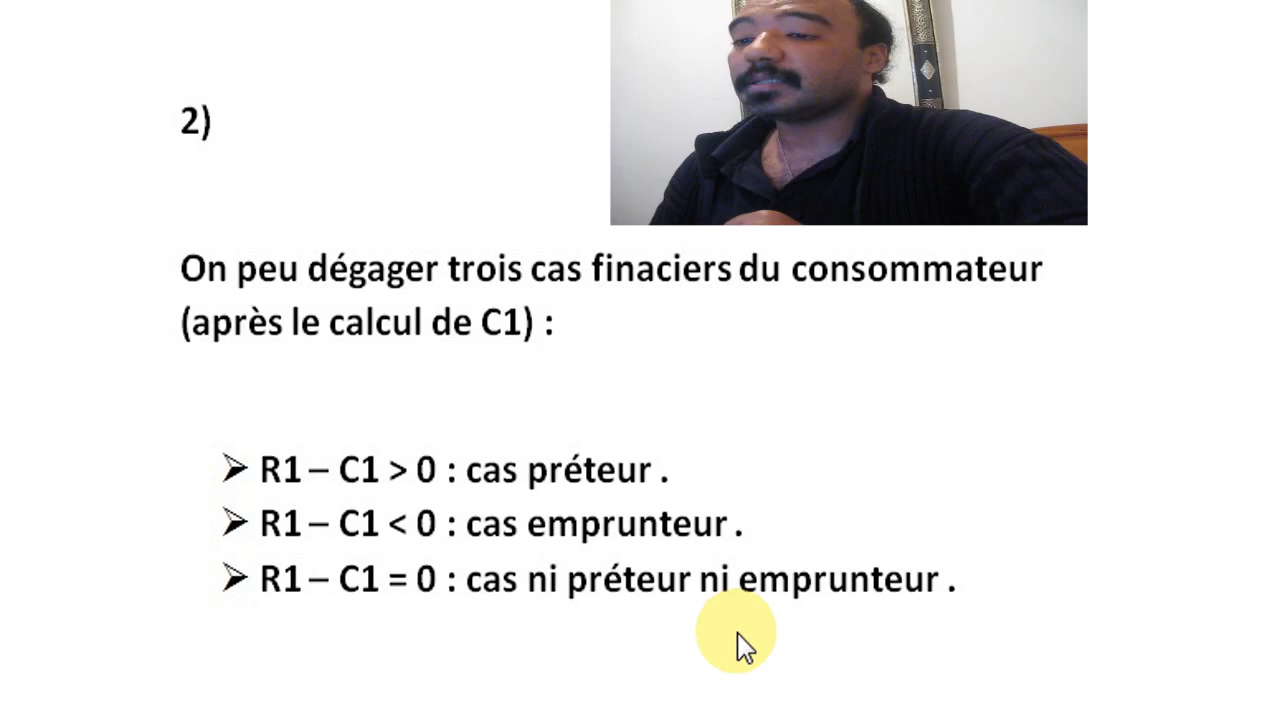 2)
On peu dégager trois cas finaciers du consommateur
(après le calcul de C1) :
➢ R1 – C1 > 0 : cas préteur .
➢ R1 – C1 < 0 : cas emprunteur .
➢ R1 – C1 = 0 : cas ni préteur ni emprunteur .